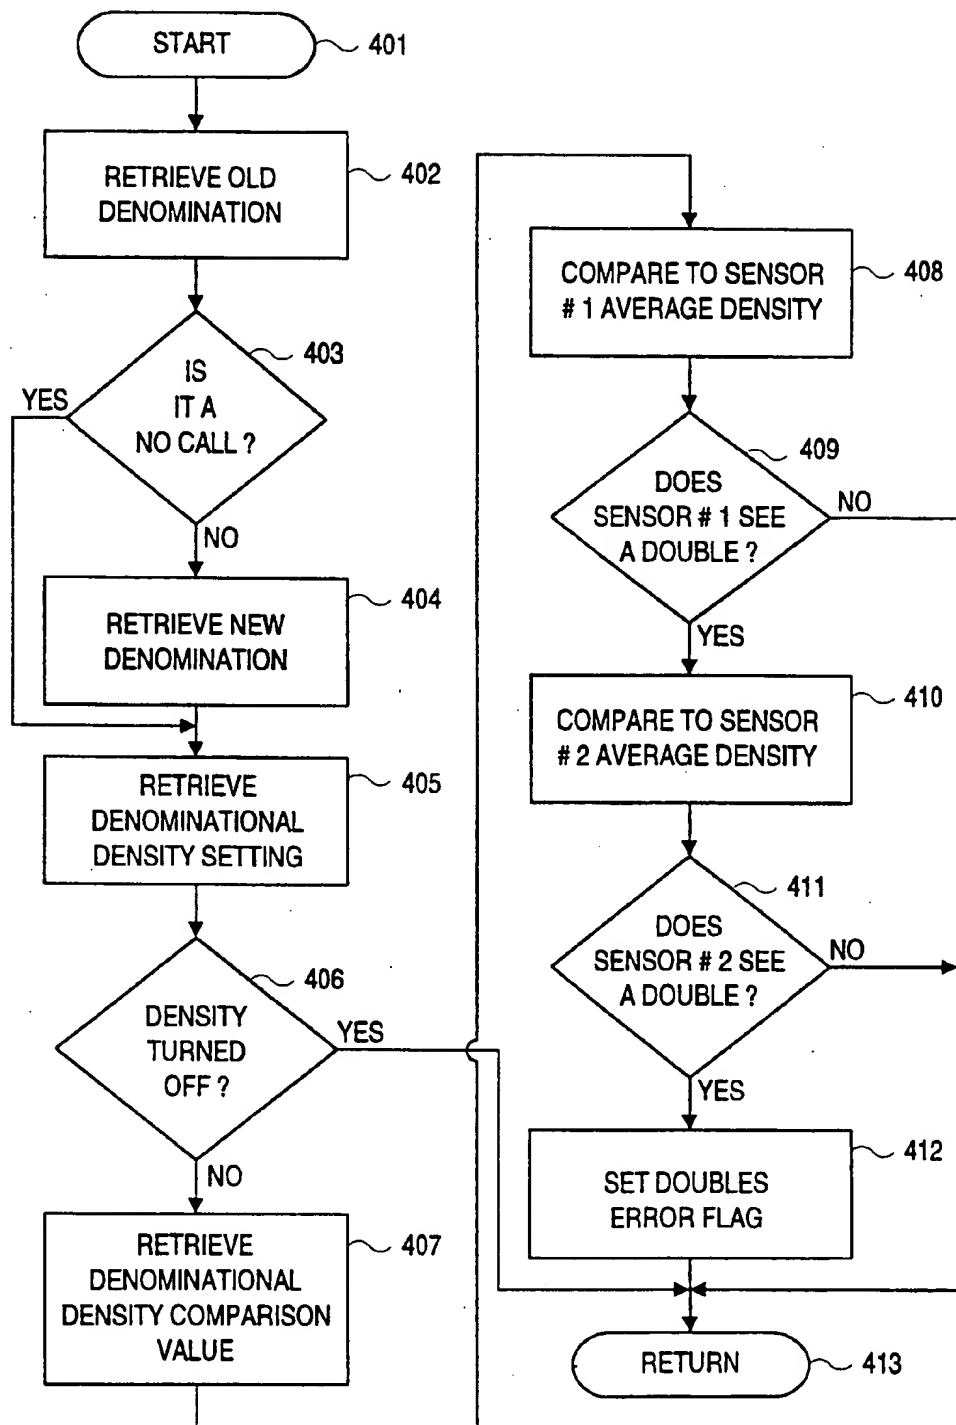 START
401
RETRIEVE OLD
DENOMINATION
402
IS
IT A
NO CALL ?
403
YES
NO
RETRIEVE NEW
DENOMINATION
404
RETRIEVE
DENOMINATIONAL
DENSITY SETTING
405
DENSITY
TURNED
OFF ?
406
YES
NO
RETRIEVE
DENOMINATIONAL
DENSITY COMPARISON
VALUE
407
COMPARE TO SENSOR
# 1 AVERAGE DENSITY
408
DOES
SENSOR # 1 SEE
A DOUBLE ?
409
NO
YES
COMPARE TO SENSOR
# 2 AVERAGE DENSITY
410
DOES
SENSOR # 2 SEE
A DOUBLE ?
411
NO
YES
SET DOUBLES
ERROR FLAG
412
RETURN
413